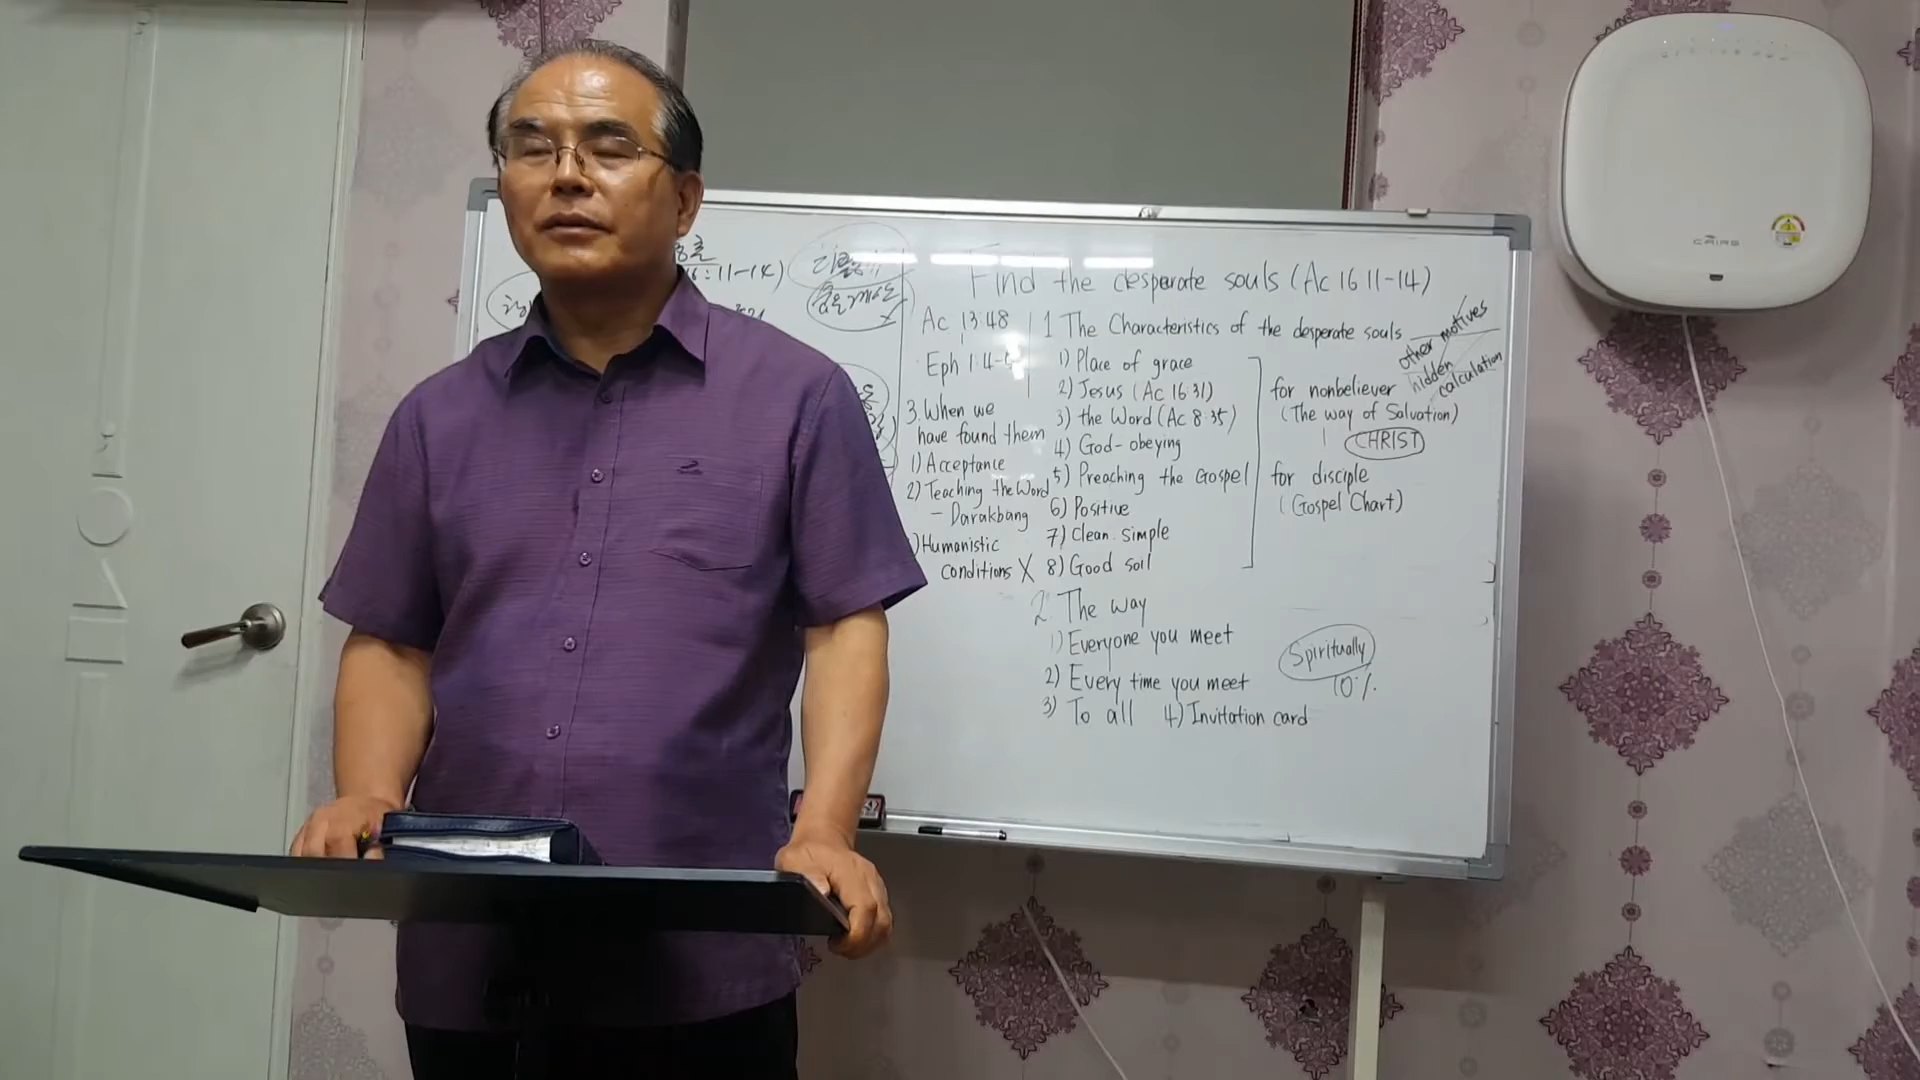 16:11-14)
Find the desperate souls (Ac 16 11-14)
Ac 13:48
Eph 1:4-5
1 The Characteristics of the desperate souls
1) Place of grace
2) Jesus (Ac 16:31)
3) the Word (Ac 8:35)
4) God-obeying
5) Preaching the Gospel
6) Positive
7) Clean. simple
8) Good soil
other motives
hidden calculation
for nonbeliever
(The way of Salvation)
CHRIST
for disciple
(Gospel Chart)
2. The way
1) Everyone you meet
2) Every time you meet
3) To all 4) Invitation card
Spiritually
10%
3. When we
have found them
1) Acceptance
2) Teaching the Word
- Darakbang
) Humanistic
conditions X